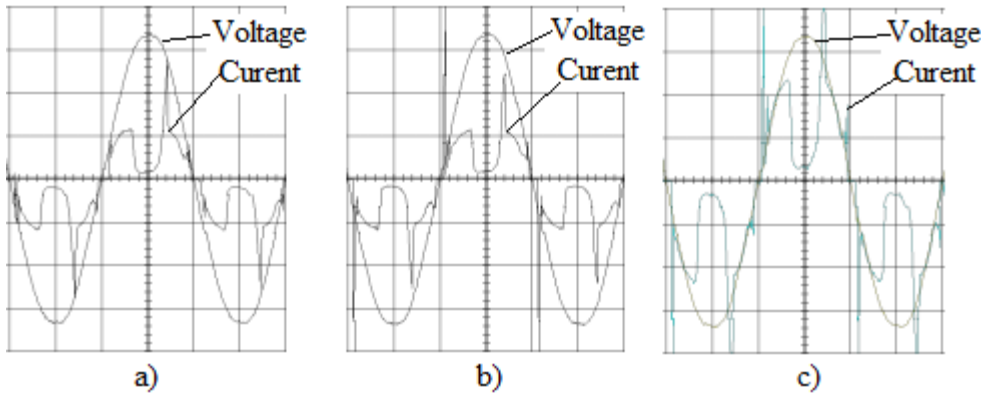 Voltage
Curent
a)
Voltage
Curent
b)
Voltage
Curent
c)